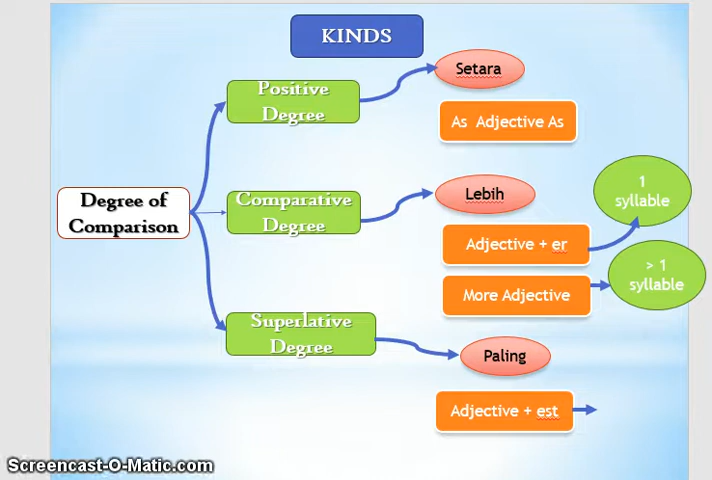 KINDS
Positive
Degree
Setara
As Adjective As
Degree of
Comparison
Comparative
Degree
Lebih
1
syllable
Adjective + er
> 1
syllable
More Adjective
Superlative
Degree
Paling
Adjective + est
Screencast-O-Matic.com